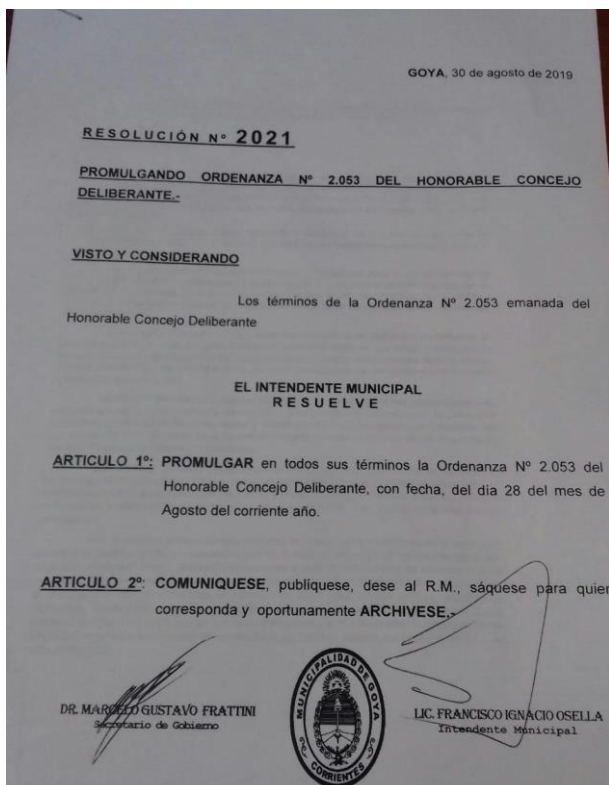 GOYA, 30 de agosto de 2019
RESOLUCIÓN Nº 2021
PROMULGANDO ORDENANZA Nº 2.053 DEL HONORABLE CONCEJO
DELIBERANTE.-
VISTO Y CONSIDERANDO
Los términos de la Ordenanza Nº 2.053 emanada del
Honorable Concejo Deliberante
EL INTENDENTE MUNICIPAL
R E S U E L V E
ARTICULO 1º: PROMULGAR en todos sus términos la Ordenanza Nº 2.053 del
Honorable Concejo Deliberante, con fecha, del día 28 del mes de
Agosto del corriente año.
ARTICULO 2º: COMUNIQUESE, publíquese, dese al R.M., sáquese para quien
corresponda y oportunamente ARCHIVESE.-
DR. MARCELO GUSTAVO FRATTINI
Secretario de Gobierno
MUNICIPALIDAD DE GOYA
CORRIENTES
LIC. FRANCISCO IGNACIO OSELLA
Intendente Municipal